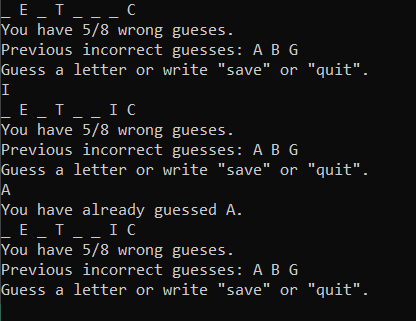 _ E _ T _ _ _ C
You have 5/8 wrong gueses.
Previous incorrect guesses: A B G
Guess a letter or write "save" or "quit".
I
_ E _ T _ _ I C
You have 5/8 wrong gueses.
Previous incorrect guesses: A B G
Guess a letter or write "save" or "quit".
A
You have already guessed A.
_ E _ T _ _ I C
You have 5/8 wrong gueses.
Previous incorrect guesses: A B G
Guess a letter or write "save" or "quit".